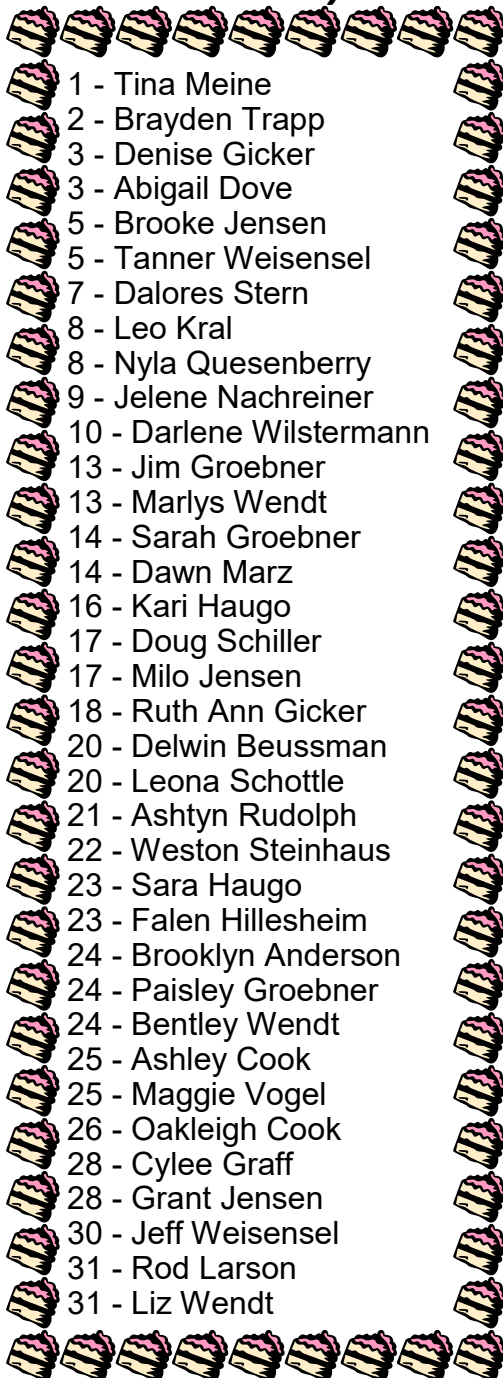 1 - Tina Meine
2 - Brayden Trapp
3 - Denise Gicker
3 - Abigail Dove
5 - Brooke Jensen
5 - Tanner Weisensel
7 - Dalores Stern
8 - Leo Kral
8 - Nyla Quesenberry
9 - Jelene Nachreiner
10 - Darlene Wilstermann
13 - Jim Groebner
13 - Marlys Wendt
14 - Sarah Groebner
14 - Dawn Marz
16 - Kari Haugo
17 - Doug Schiller
17 - Milo Jensen
18 - Ruth Ann Gicker
20 - Delwin Beussman
20 - Leona Schottle
21 - Ashtyn Rudolph
22 - Weston Steinhaus
23 - Sara Haugo
23 - Falen Hillesheim
24 - Brooklyn Anderson
24 - Paisley Groebner
24 - Bentley Wendt
25 - Ashley Cook
25 - Maggie Vogel
26 - Oakleigh Cook
28 - Cylee Graff
28 - Grant Jensen
30 - Jeff Weisensel
31 - Rod Larson
31 - Liz Wendt